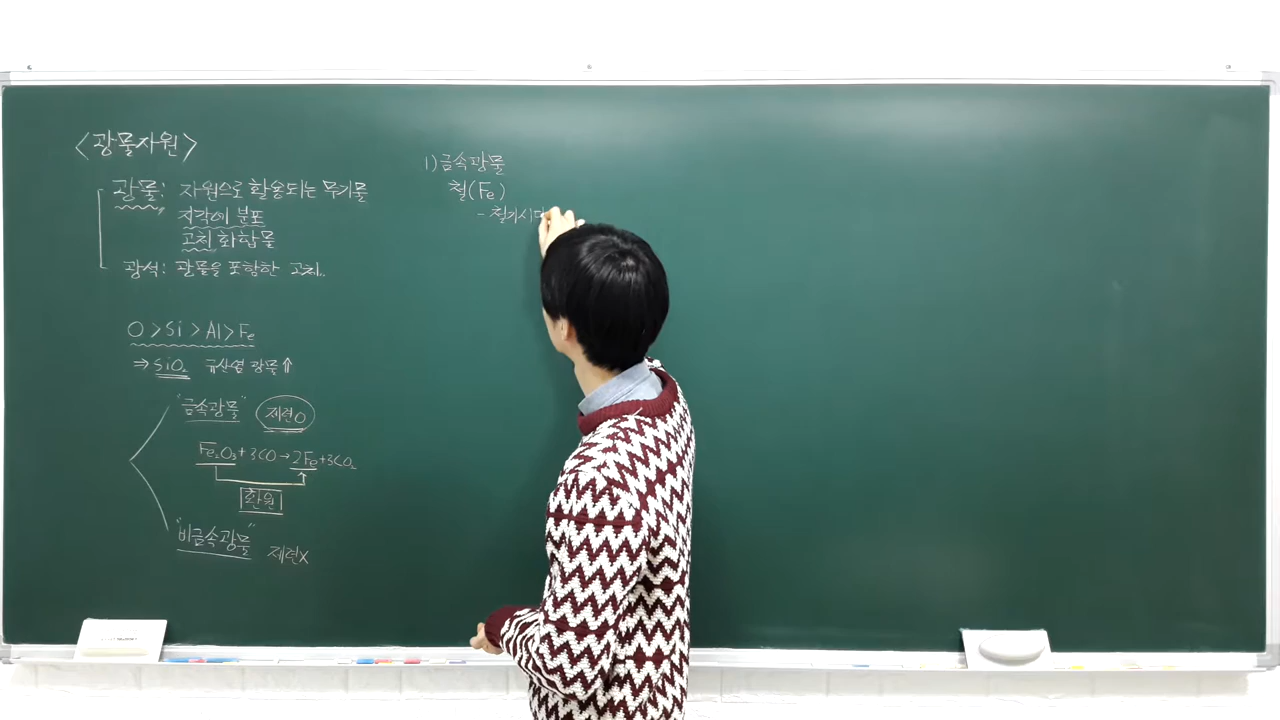 <광물자원>
광물: 자원으로 활용되는 무기물
지각에 분포
고체 화합물
광석: 광물을 포함한 고체..
O > Si > Al > Fe
⇒ SiO₂ 규산염 광물↑
"금속광물" 제련O
Fe₂O₃+3CO→2Fe+3CO₂
환원
"비금속광물" 제련X
1) 금속광물
철(Fe)
- 철기시